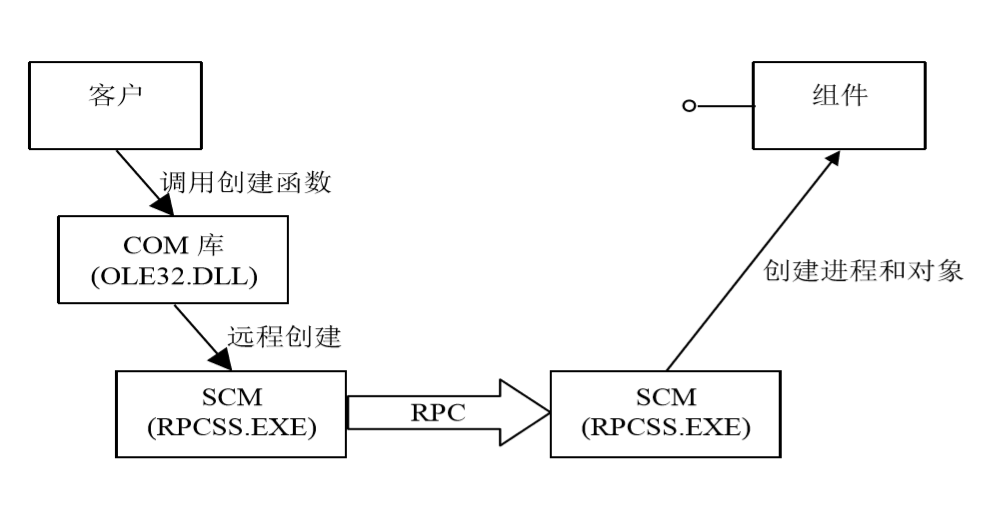 客户
组件
调用创建函数
COM 库
(OLE32.DLL)
创建进程和对象
远程创建
SCM
(RPCSS.EXE)
RPC
SCM
(RPCSS.EXE)